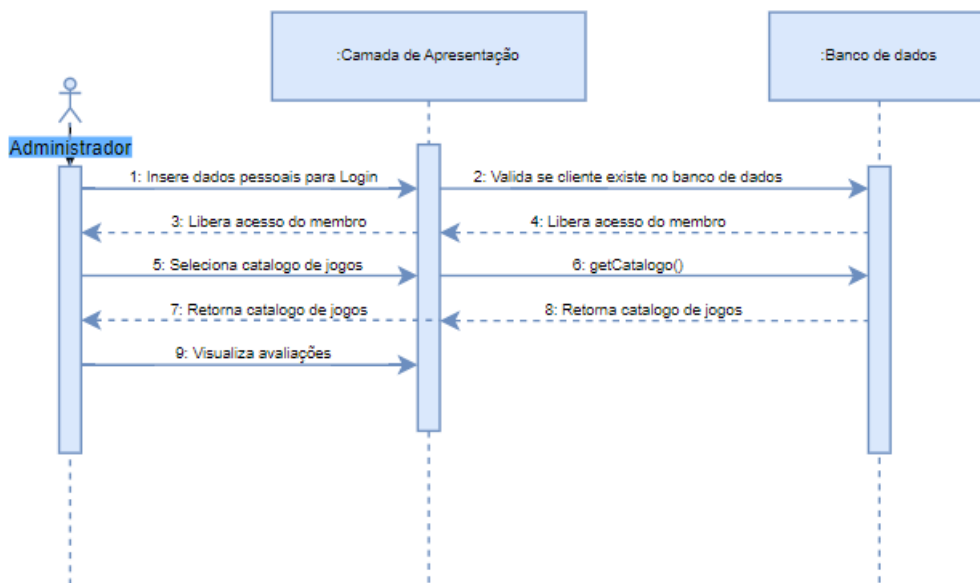 :Camada de Apresentação
:Banco de dados
Administrador
1: Insere dados pessoais para Login
2: Valida se cliente existe no banco de dados
3: Libera acesso do membro
4: Libera acesso do membro
5: Seleciona catalogo de jogos
6: getCatalogo()
7: Retorna catalogo de jogos
8: Retorna catalogo de jogos
9: Visualiza avaliações